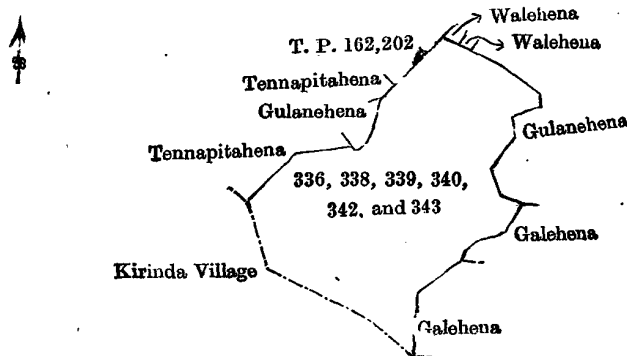 Walehena
Walehena
T. P. 162,202
Tennapitahena
Gulanehena
Gulanehena
Tennapitahena
336, 338, 339, 340,
342, and 343
Galehena
Kirinda Village
Galehena